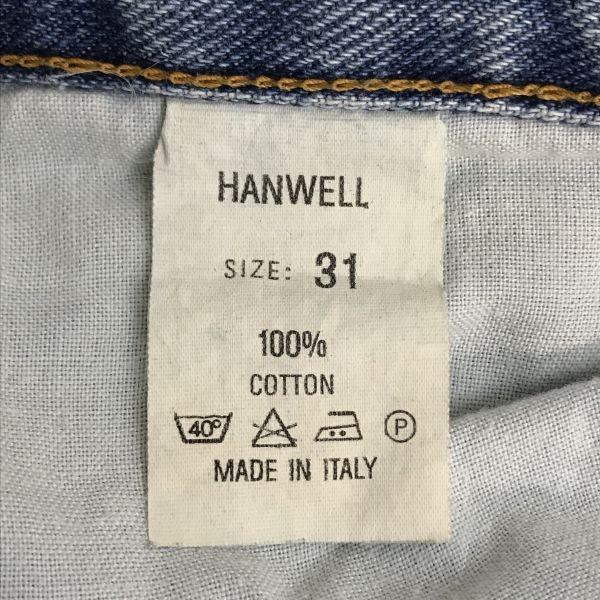 HANWELL
SIZE: 31
100%
COTTON
40° P
MADE IN ITALY